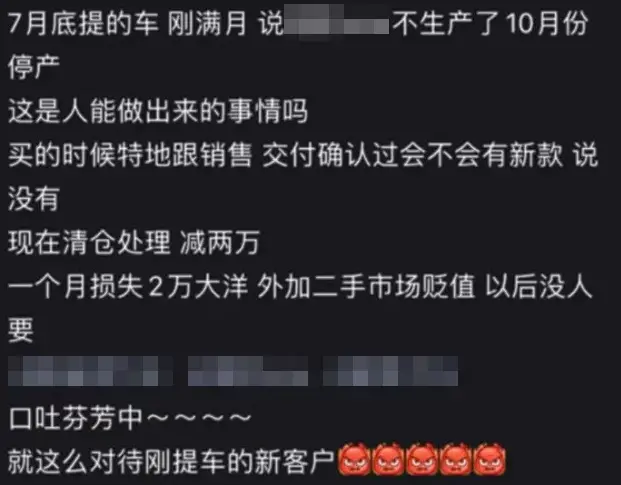 7月底提的车 刚满月 说 不生产了10月份
停产
这是人能做出来的事情吗
买的时候特地跟销售 交付确认过会不会有新款 说
没有
现在清仓处理 减两万
一个月损失2万大洋 外加二手市场贬值 以后没人
要
口吐芬芳中～～～～
就这么对待刚提车的新客户👹👹👹👹👹